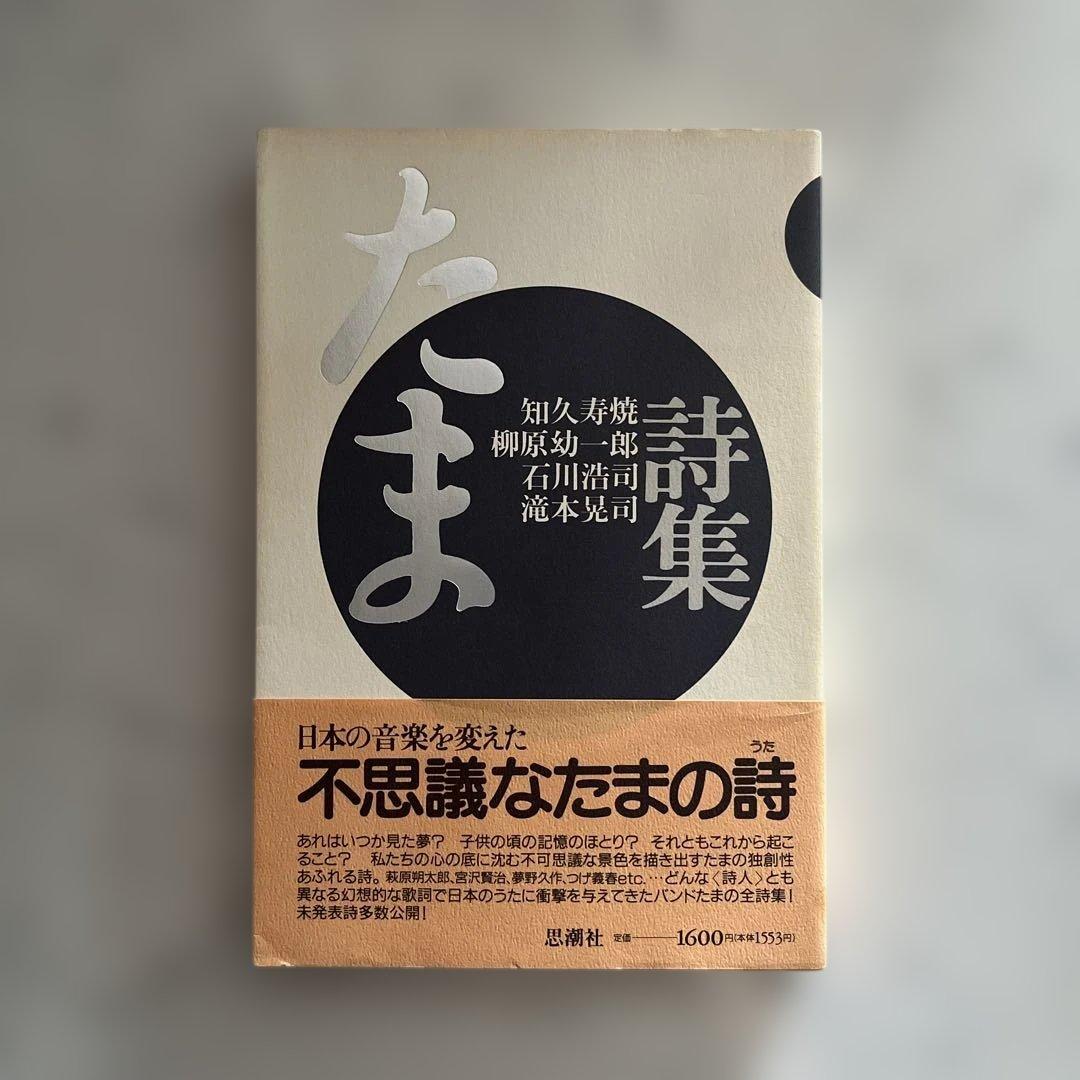 たま
詩集
知久寿焼
柳原幼一郎
石川浩司
滝本晃司
日本の音楽を変えた
うた
不思議なたまの詩
あれはいつか見た夢? 子供の頃の記憶のほとり? それともこれから起こ
ること? 私たちの心の底に沈む不可思議な景色を描き出すたまの独創性
あふれる詩。萩原朔太郎、宮沢賢治、夢野久作、つげ義春etc.…どんな〈詩人〉とも
異なる幻想的な歌詞で日本のうたに衝撃を与えてきたバンドたまの全詩集!
未発表詩多数公開!
思潮社 定価——1600円(本体1553円)